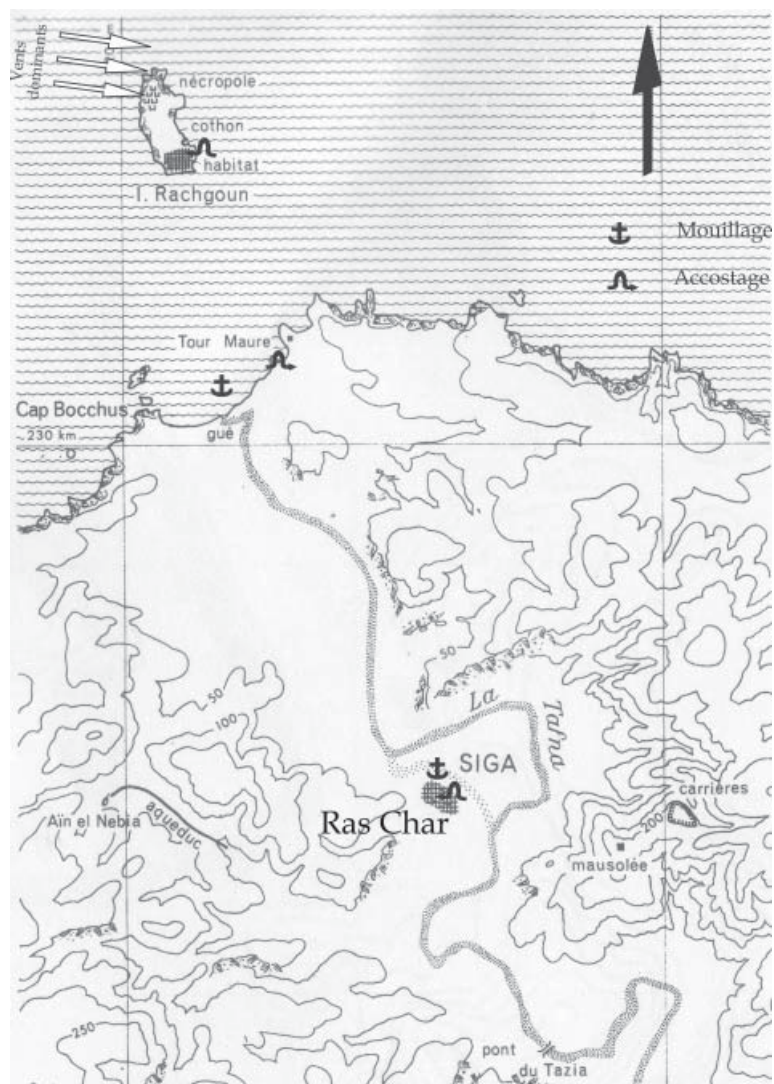 Vents
dominants
nécropole
cothon
habitat
I. Rachgoun
Mouillage
Accostage
Tour Maure
Cap Bocchus
230 km
gué
50
50
100
La Tafna
SIGA
Ras Char
Aïn el Nebia
aqueduc
carrières
200
mausolée
250
pont
du Tazia